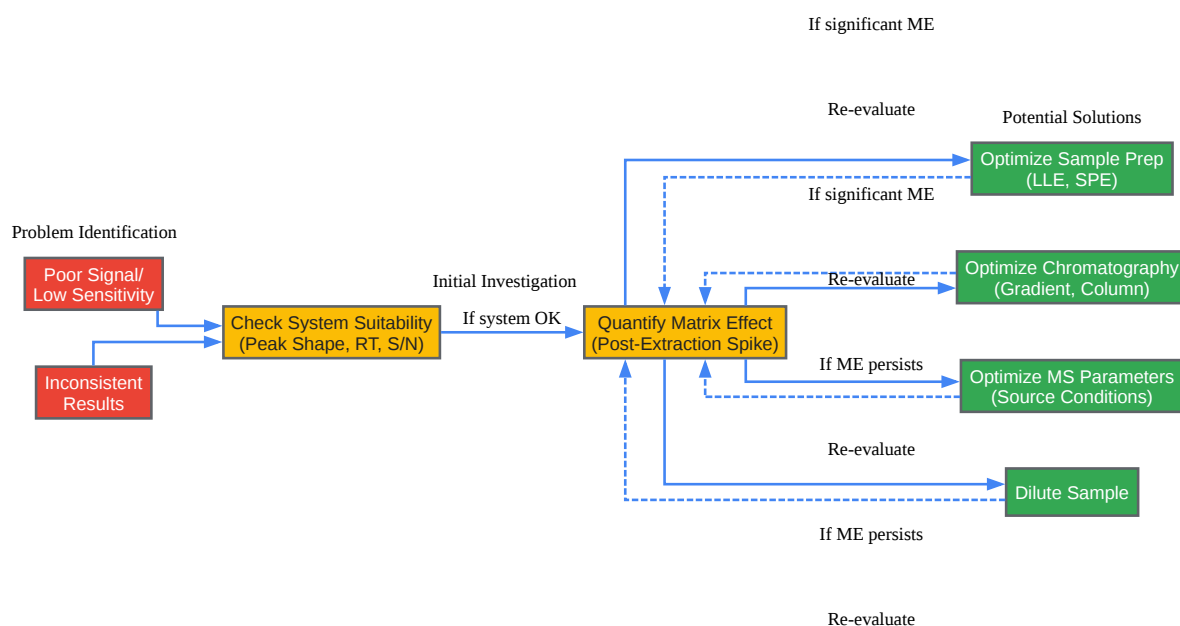 If significant ME
Re-evaluate
Potential Solutions
Optimize Sample Prep
(LLE, SPE)
If significant ME
Problem Identification
Poor Signal/
Low Sensitivity
Inconsistent
Results
Initial Investigation
Check System Suitability
(Peak Shape, RT, S/N)
If system OK
Quantify Matrix Effect
(Post-Extraction Spike)
Optimize Chromatography
(Gradient, Column)
Re-evaluate
If ME persists
Optimize MS Parameters
(Source Conditions)
Re-evaluate
Dilute Sample
If ME persists
Re-evaluate